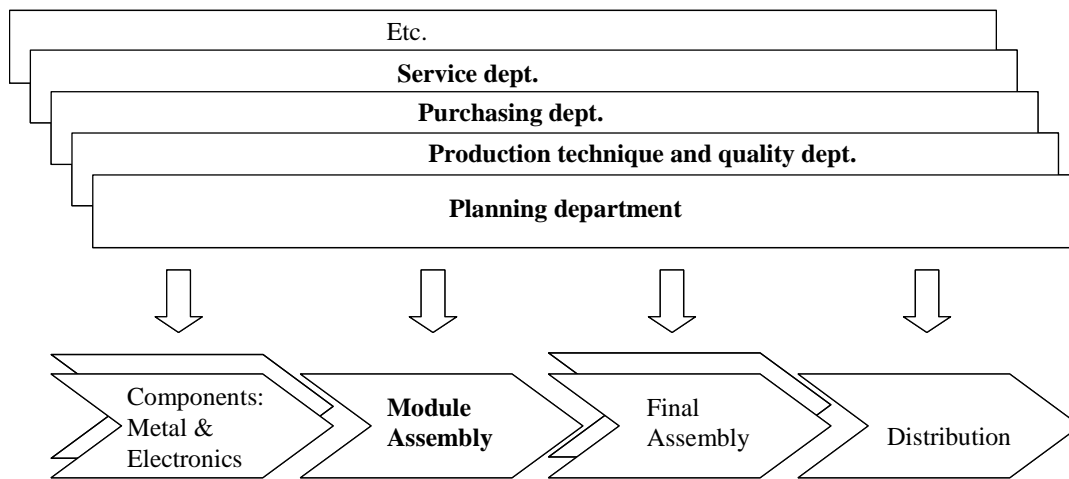 Etc.
Service dept.
Purchasing dept.
Production technique and quality dept.
Planning department
Components:
Metal &
Electronics
Module
Assembly
Final
Assembly
Distribution